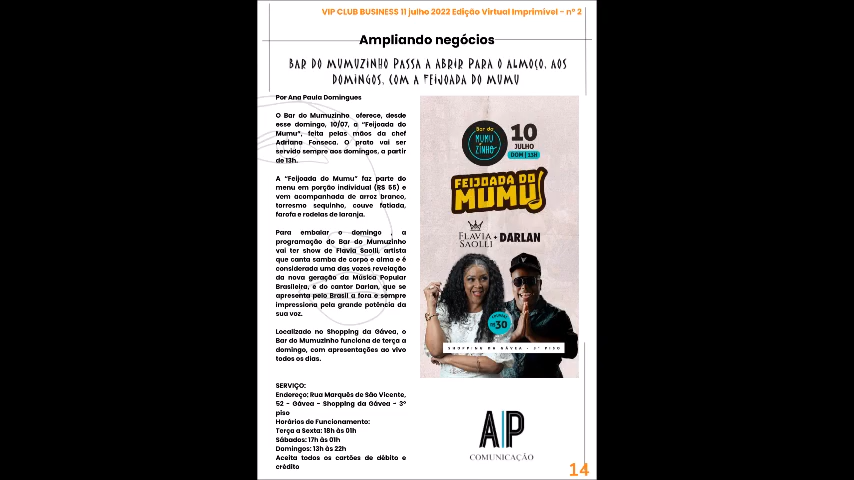 VIP CLUB BUSINESS 11 julho 2022 Edição Virtual Imprimível - nº 2
Ampliando negócios
BAR DO MUMUZINHO PASSA A ABRIR PARA O ALMOÇO, AOS
DOMINGOS, COM A FEIJOADA DO MUMU
Por Ana Paula Domingues
O Bar do Mumuzinho oferece, desde
esse domingo, 10/07, a “Feijoada do
Mumu”, feita pelas mãos da chef
Adriana Fonseca. O prato vai ser
servido sempre aos domingos, a partir
de 13h.
A “Feijoada do Mumu” faz parte do
menu em porção individual (R$ 55) e
vem acompanhada de arroz branco,
torresmo sequinho, couve fatiada,
farofa e rodelas de laranja.
Para embalar o domingo , a
programação do Bar do Mumuzinho
vai ter show de Flavia Saolli, artista
que canta samba de corpo e alma e é
considerada uma das vozes revelação
da nova geração da Música Popular
Brasileira, e do cantor Darlan, que se
apresenta pelo Brasil a fora e sempre
impressiona pela grande potência da
sua voz.
Localizado no Shopping da Gávea, o
Bar do Mumuzinho funciona de terça a
domingo, com apresentações ao vivo
todos os dias.
SERVIÇO:
Endereço: Rua Marquês de São Vicente,
52 - Gávea - Shopping da Gávea - 3º
piso
Horários de Funcionamento:
Terça a Sexta: 18h às 01h
Sábados: 17h às 01h
Domingos: 13h às 22h
Aceita todos os cartões de débito e
crédito
Bar do
MUMU
ZINHO
10
JULHO
DOM | 13H
FEIJOADA DO
MUMU
FLAVIA
SAOLLI
+ DARLAN
R$30
SHOPPING DA GÁVEA - 3º PISO
AP
COMUNICAÇÃO
14